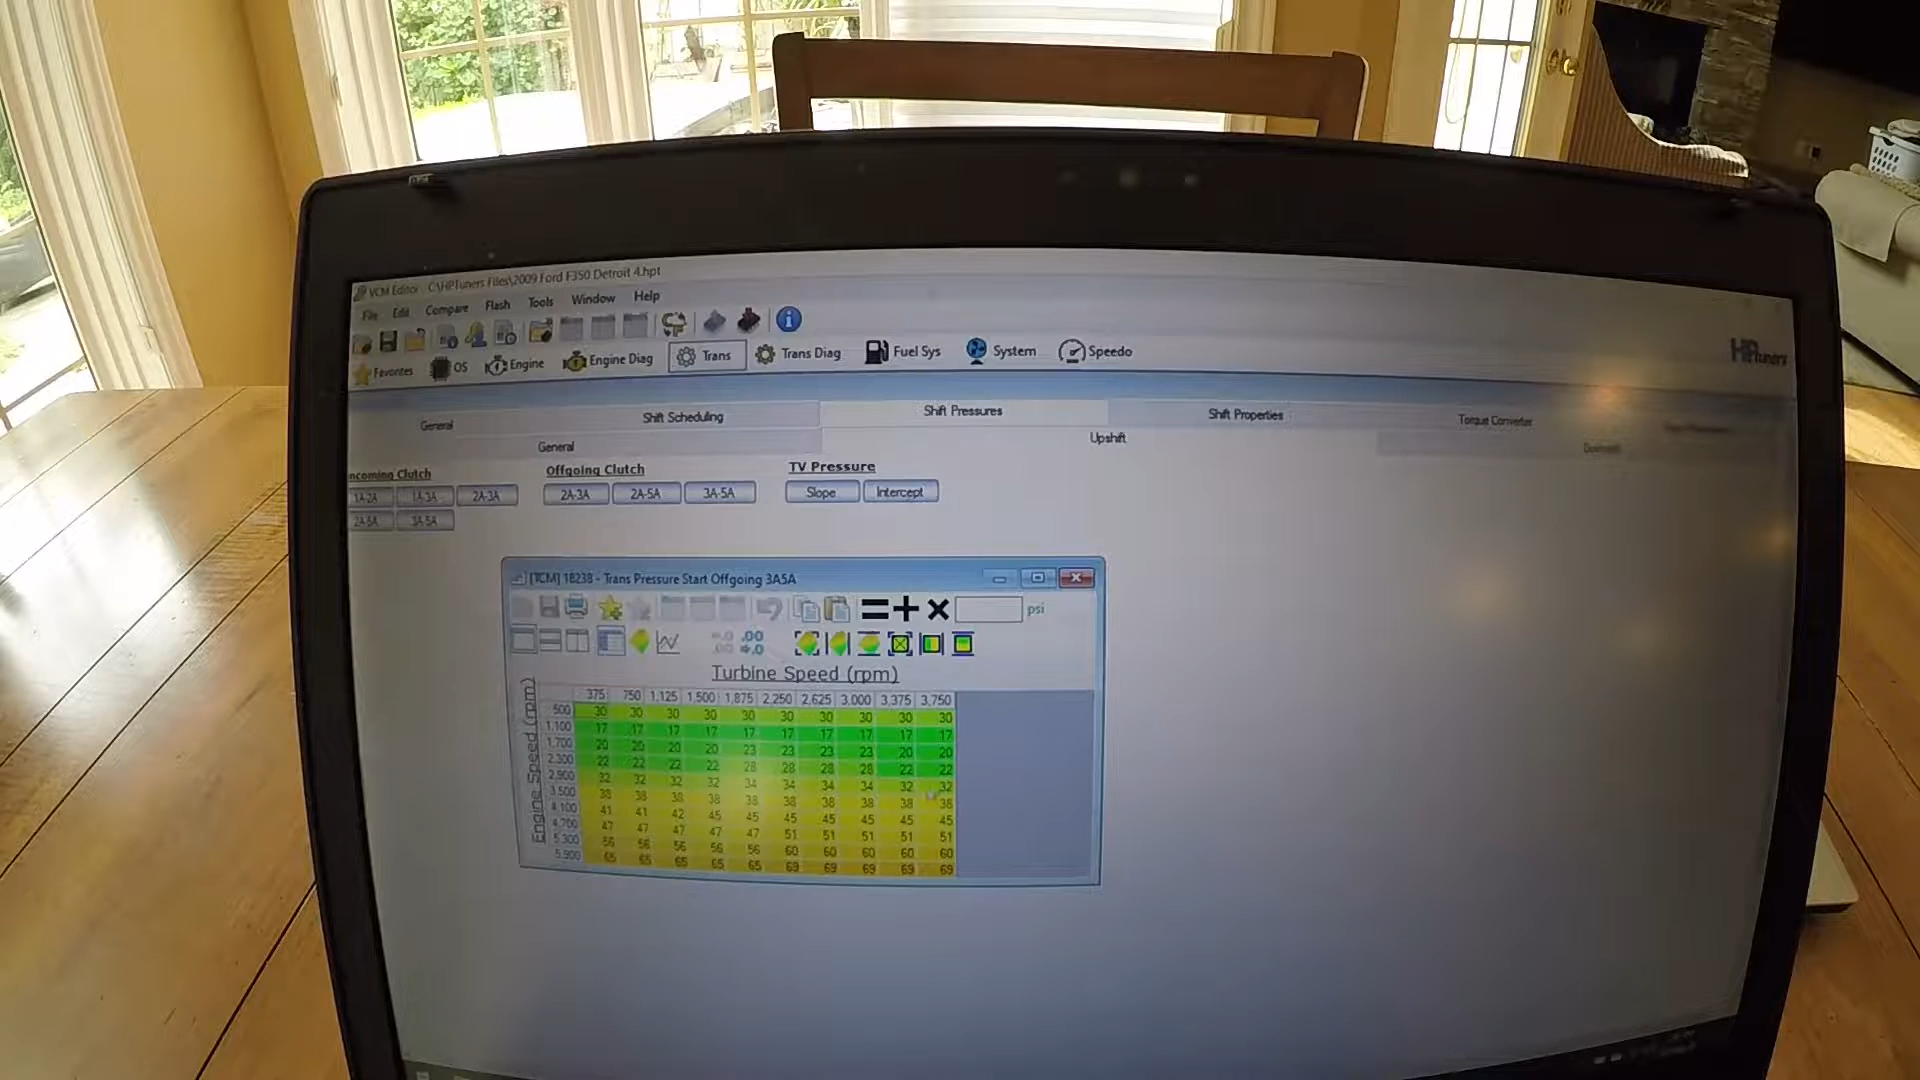 VCM Editor - C:\HPTuners Files\2009 Ford F350 Detroit 4.hpt
File Edit Compare Flash Tools Window Help
Favorites OS Engine Engine Diag Trans Trans Diag Fuel Sys System Speedo
HPtuners
General Shift Scheduling Shift Pressures Shift Properties Torque Converter
General Upshift
ncoming Clutch Offgoing Clutch TV Pressure
1A-2A 1A-3A 2A-3A 2A-3A 2A-5A 3A-5A Slope Intercept
2A-5A 3A-5A
[TCM] 18238 - Trans Pressure Start Offgoing 3A5A
psi
Turbine Speed (rpm)
Engine Speed (rpm)
375 750 1,125 1,500 1,875 2,250 2,625 3,000 3,375 3,750
500 30 30 30 30 30 30 30 30 30 30
1,100 17 17 17 17 17 17 17 17 17 17
1,700 20 20 20 20 23 23 23 23 20 20
2,300 22 22 22 22 28 28 28 28 22 22
2,900 32 32 32 32 34 34 34 34 32 32
3,500 38 38 38 38 38 38 38 38 38 38
4,100 41 41 42 45 45 45 45 45 45 45
4,700 47 47 47 47 47 51 51 51 51 51
5,300 56 56 56 56 56 60 60 60 60 60
5,900 65 65 65 65 65 69 69 69 69 69